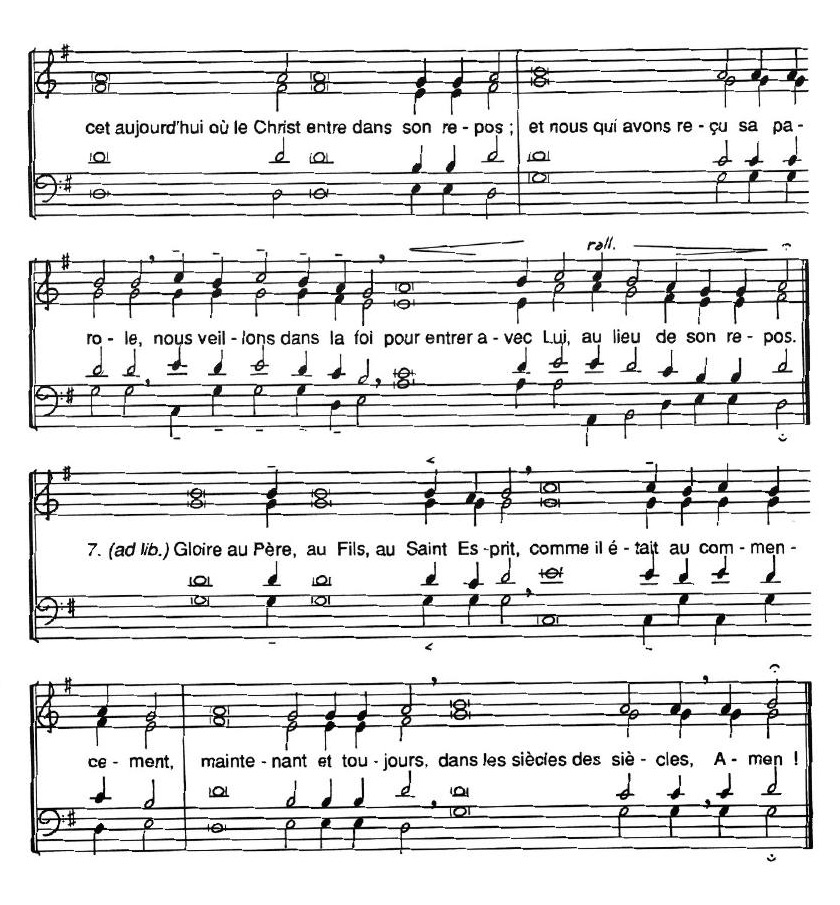 cet aujourd'hui où le Christ entre dans son re - pos ; et nous qui avons re - çu sa pa -
rall.
ro - le, nous veil - lons dans la foi pour entrer a - vec Lui, au lieu de son re - pos.
7. (ad lib.) Gloire au Père, au Fils, au Saint Es - prit, comme il é - tait au com - men -
ce - ment, mainte - nant et tou - jours, dans les siècles des siè - cles, A - men !